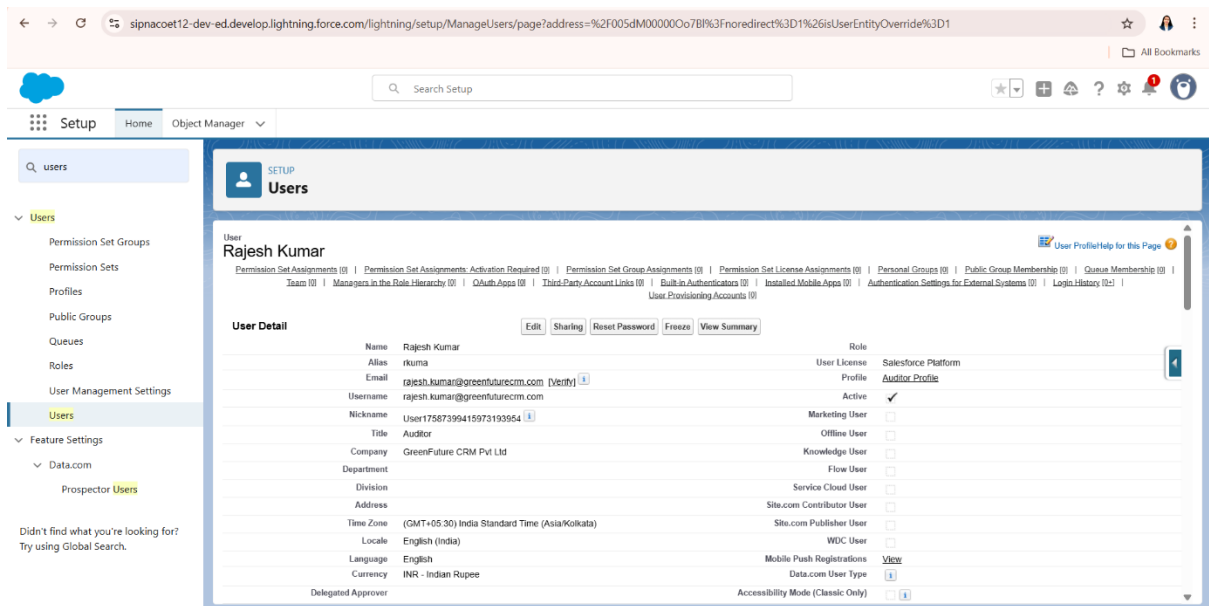 sipnacoet12-dev-ed.develop.lightning.force.com/lightning/setup/ManageUsers/page?address=%2F005dM00000Oo7BI%3Fnoredirect%3D1%26isUserEntityOverride%3D1
All Bookmarks
Search Setup
1
Setup Home Object Manager
users
Users
Permission Set Groups
Permission Sets
Profiles
Public Groups
Queues
Roles
User Management Settings
Users
Feature Settings
Data.com
Prospector Users
Didn't find what you're looking for?
Try using Global Search.
SETUP
Users
User
Rajesh Kumar
User Profile Help for this Page
Permission Set Assignments [0] | Permission Set Assignments: Activation Required [0] | Permission Set Group Assignments [0] | Permission Set License Assignments [0] | Personal Groups [0] | Public Group Membership [0] | Queue Membership [0] |
Team [0] | Managers in the Role Hierarchy [0] | OAuth Apps [0] | Third-Party Account Links [0] | Built-in Authenticators [0] | Installed Mobile Apps [0] | Authentication Settings for External Systems [0] | Login History [0+] |
User Provisioning Accounts [0]
User Detail Edit Sharing Reset Password Freeze View Summary
Name Rajesh Kumar Role
Alias rkuma User License Salesforce Platform
Email rajesh.kumar@greenfuturecrm.com [Verify] i Profile Auditor Profile
Username rajesh.kumar@greenfuturecrm.com Active
Nickname User17587399415973193954 i Marketing User
Title Auditor Offline User
Company GreenFuture CRM Pvt Ltd Knowledge User
Department Flow User
Division Service Cloud User
Address Site.com Contributor User
Time Zone (GMT+05:30) India Standard Time (Asia/Kolkata) Site.com Publisher User
Locale English (India) WDC User
Language English Mobile Push Registrations View
Currency INR - Indian Rupee Data.com User Type i
Delegated Approver Accessibility Mode (Classic Only) i